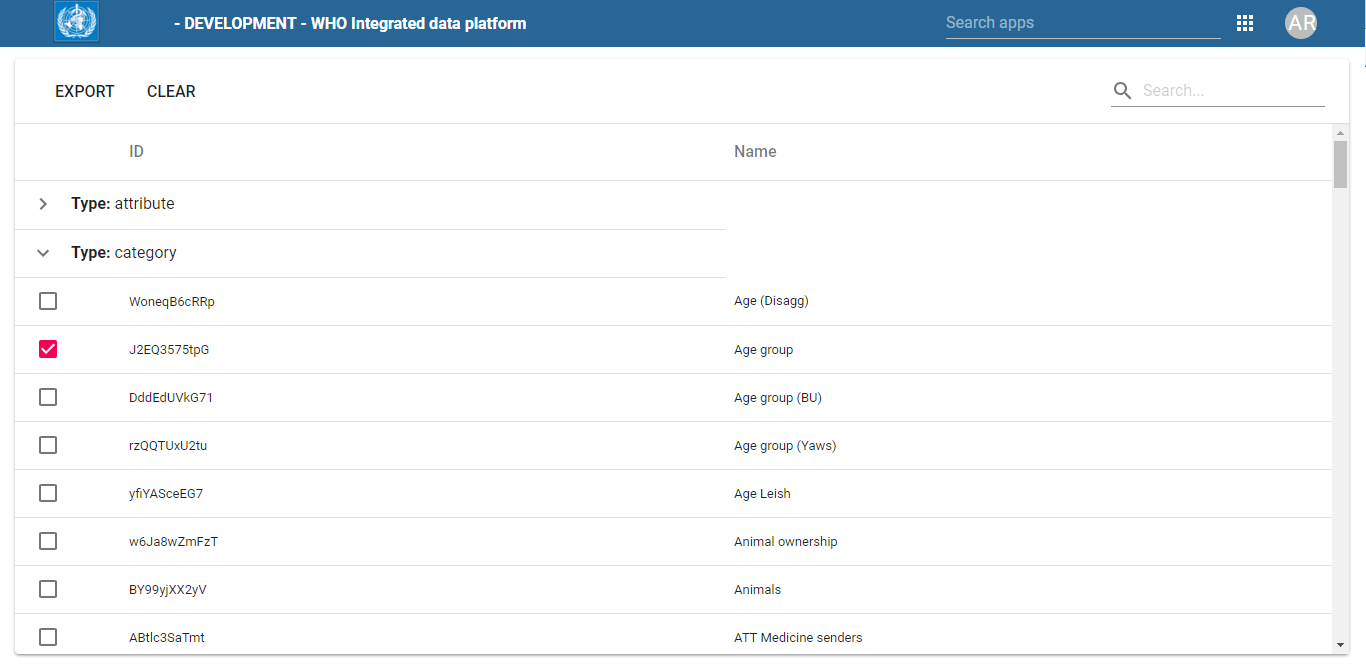 - DEVELOPMENT - WHO Integrated data platform Search apps AR
EXPORT CLEAR Search...
ID Name
Type: attribute
Type: category
WoneqB6cRRp Age (Disagg)
J2EQ3575tpG Age group
DddEdUVkG71 Age group (BU)
rzQQTUxU2tu Age group (Yaws)
yfiYASceEG7 Age Leish
w6Ja8wZmFzT Animal ownership
BY99yjXX2yV Animals
ABtlc3SaTmt ATT Medicine senders